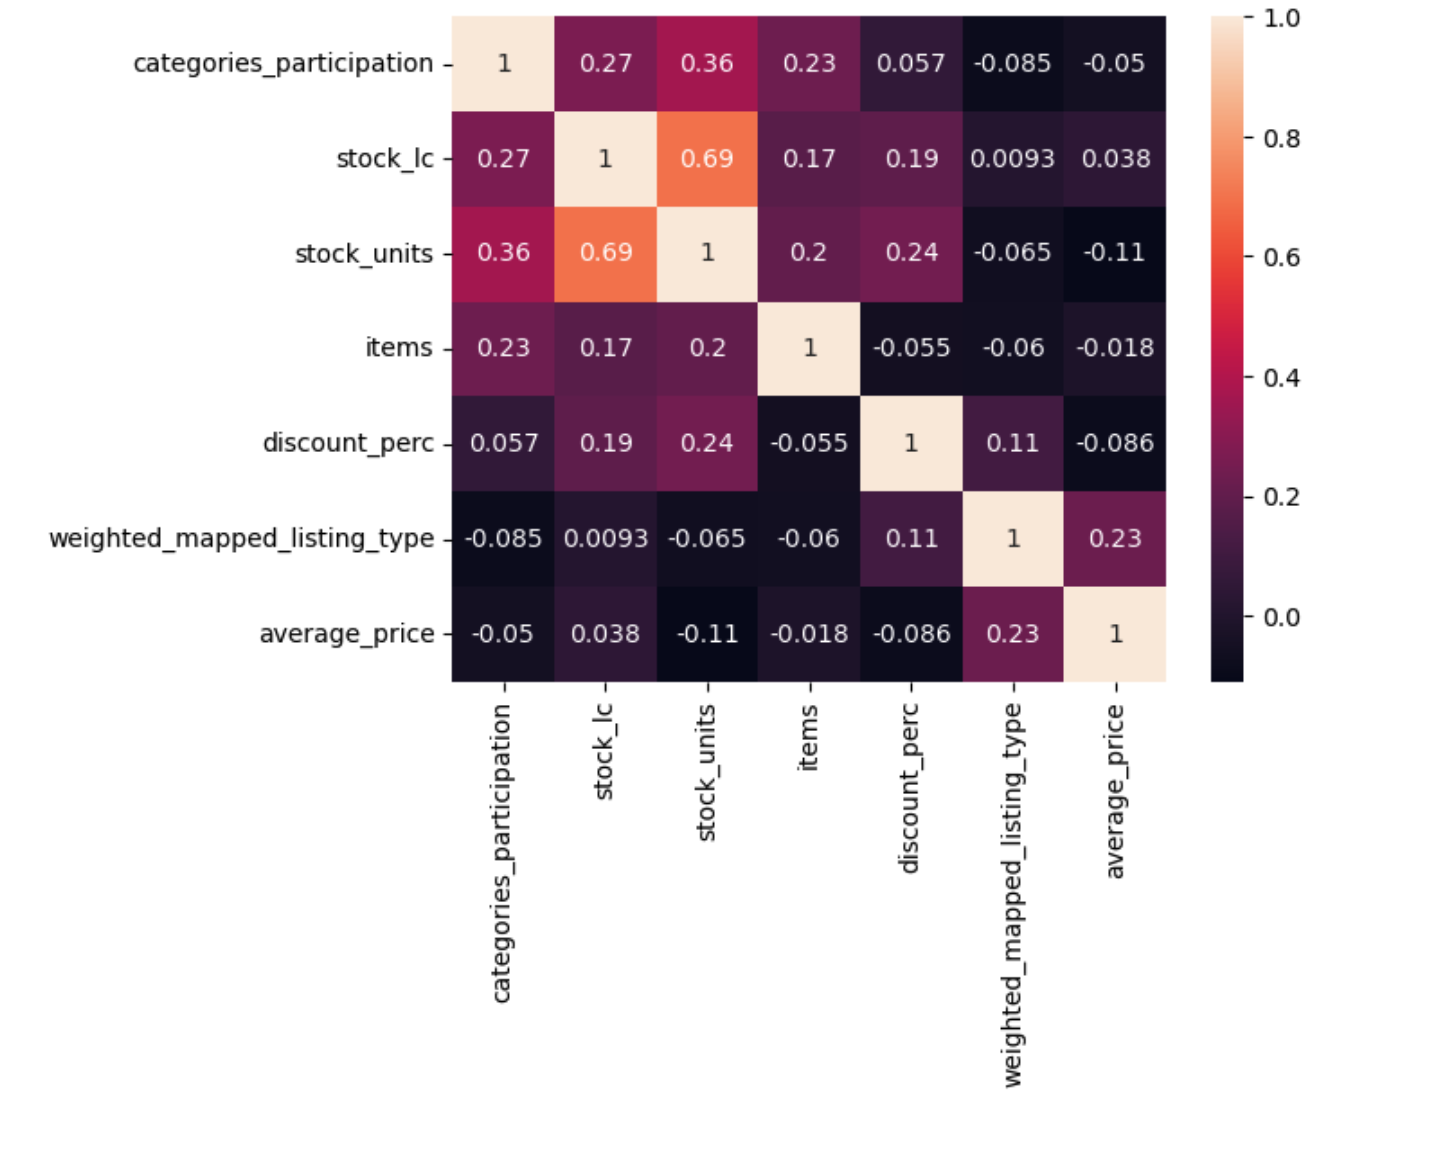 categories_participation 1 0.27 0.36 0.23 0.057 -0.085 -0.05
stock_lc 0.27 1 0.69 0.17 0.19 0.0093 0.038
stock_units 0.36 0.69 1 0.2 0.24 -0.065 -0.11
items 0.23 0.17 0.2 1 -0.055 -0.06 -0.018
discount_perc 0.057 0.19 0.24 -0.055 1 0.11 -0.086
weighted_mapped_listing_type -0.085 0.0093 -0.065 -0.06 0.11 1 0.23
average_price -0.05 0.038 -0.11 -0.018 -0.086 0.23 1
categories_participation
stock_lc
stock_units
items
discount_perc
weighted_mapped_listing_type
average_price
1.0
0.8
0.6
0.4
0.2
0.0